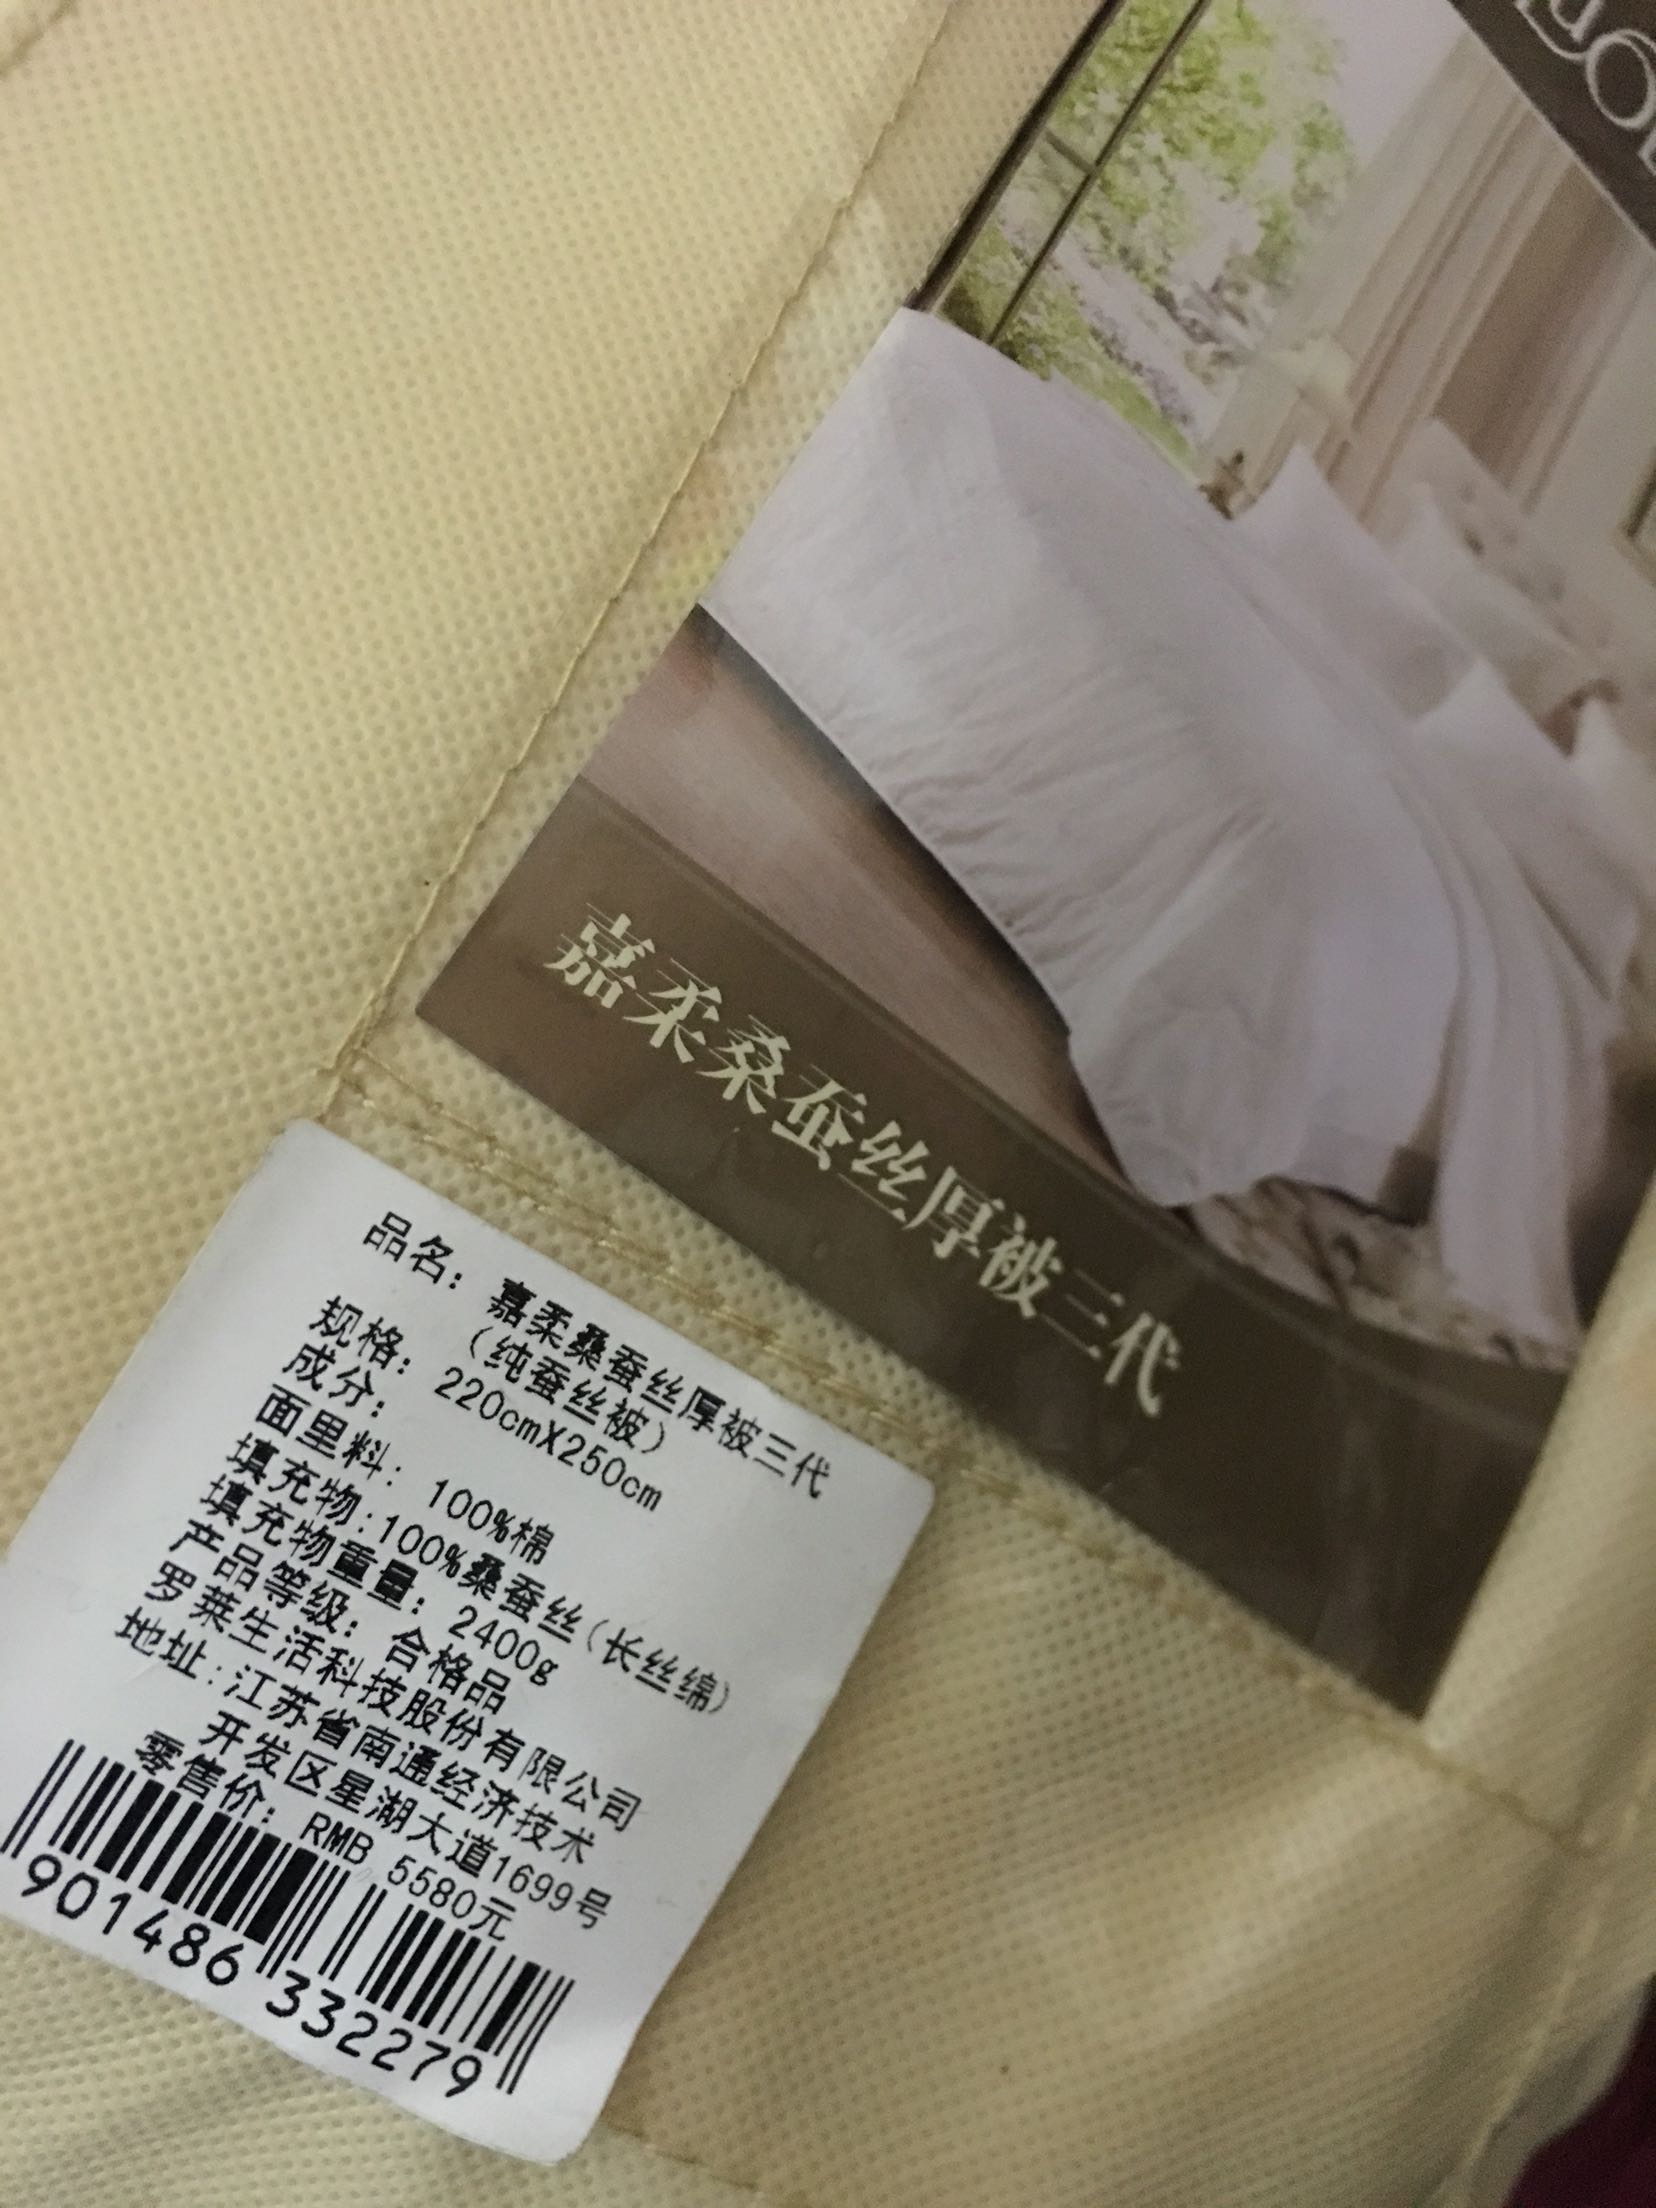 嘉柔桑蚕丝厚被三代
品名：嘉柔桑蚕丝厚被三代
（纯蚕丝被）
规格：220cmX250cm
成分：
面里料：100%棉
填充物:100%桑蚕丝(长丝绵)
填充物重量：2400g
产品等级：合格品
罗莱生活科技股份有限公司
地址:江苏省南通经济技术
开发区星湖大道1699号
零售价：RMB 5580元
901486 332279